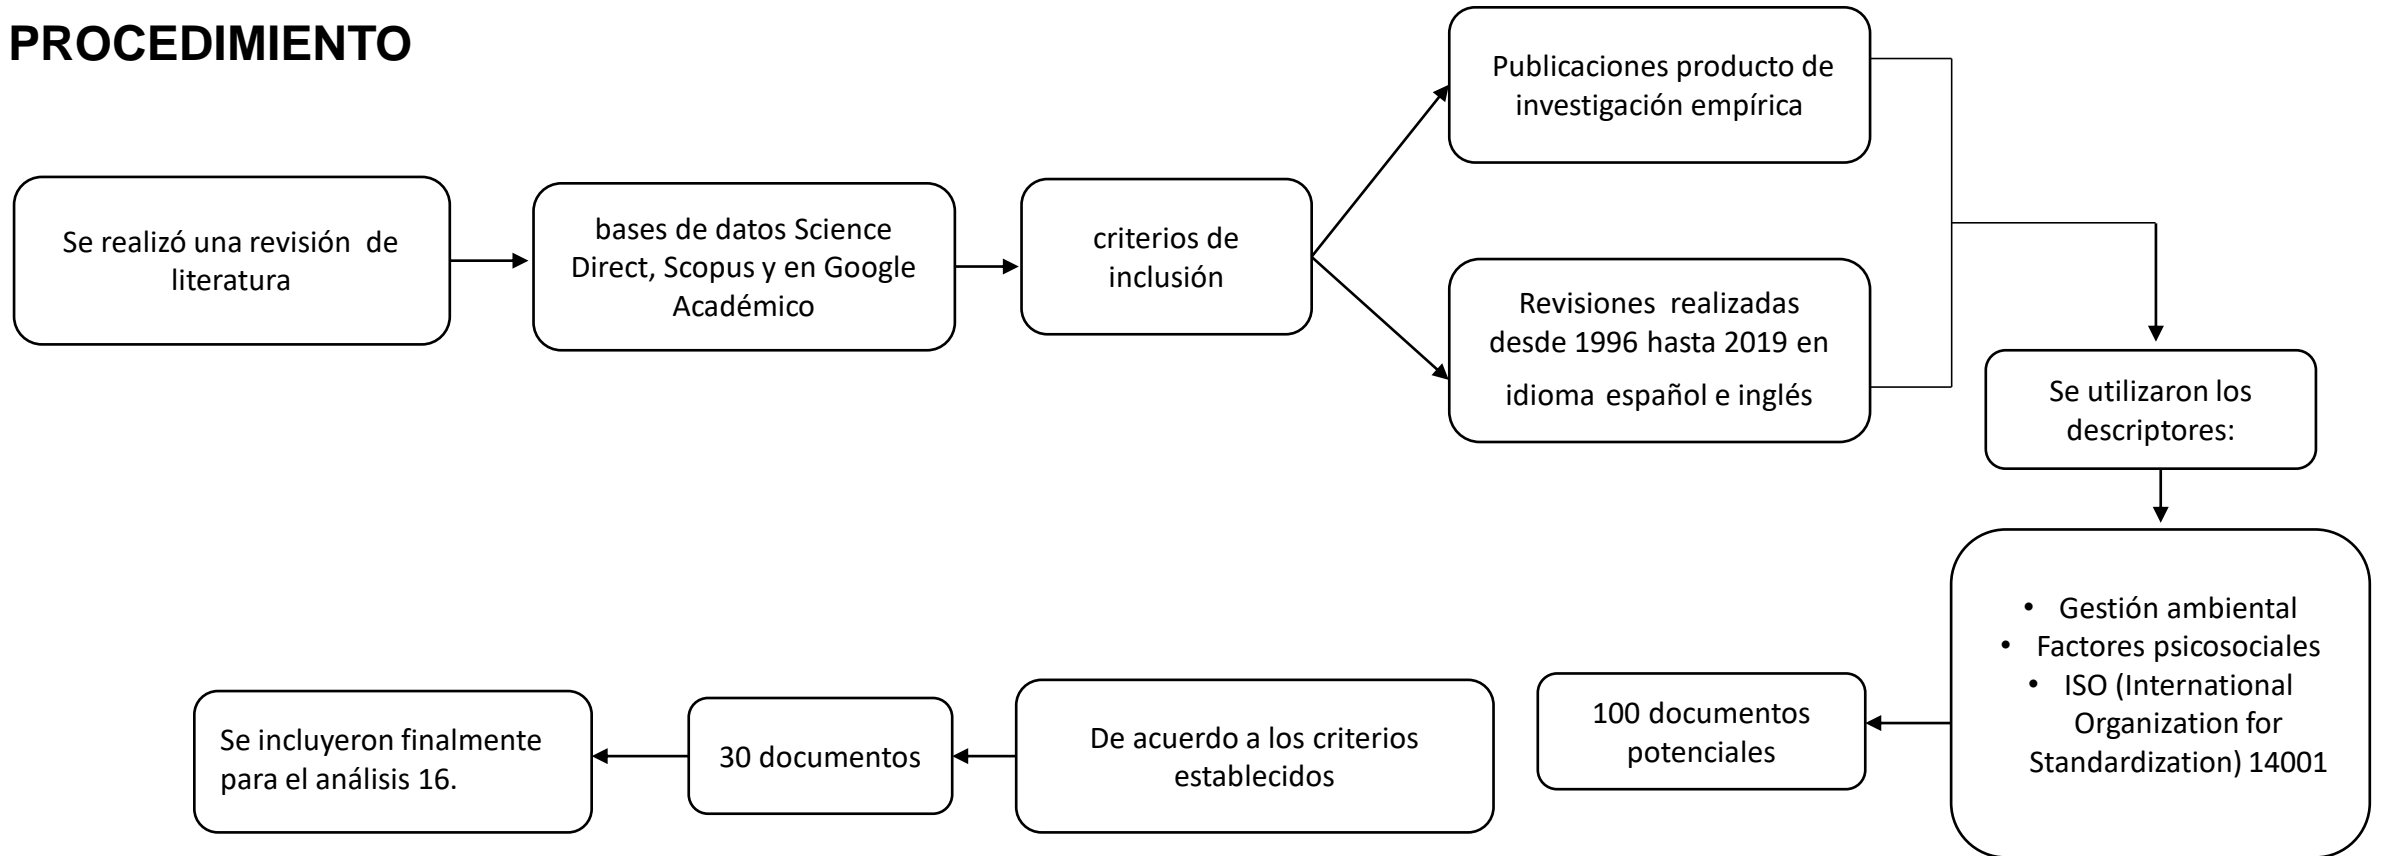 PROCEDIMIENTO
Se realizó una revisión de
literatura
bases de datos Science
Direct, Scopus y en Google
Académico
criterios de
inclusión
Publicaciones producto de
investigación empírica
Revisiones realizadas
desde 1996 hasta 2019 en
idioma español e inglés
Se utilizaron los
descriptores:
• Gestión ambiental
• Factores psicosociales
• ISO (International
Organization for
Standardization) 14001
100 documentos
potenciales
De acuerdo a los criterios
establecidos
30 documentos
Se incluyeron finalmente
para el análisis 16.